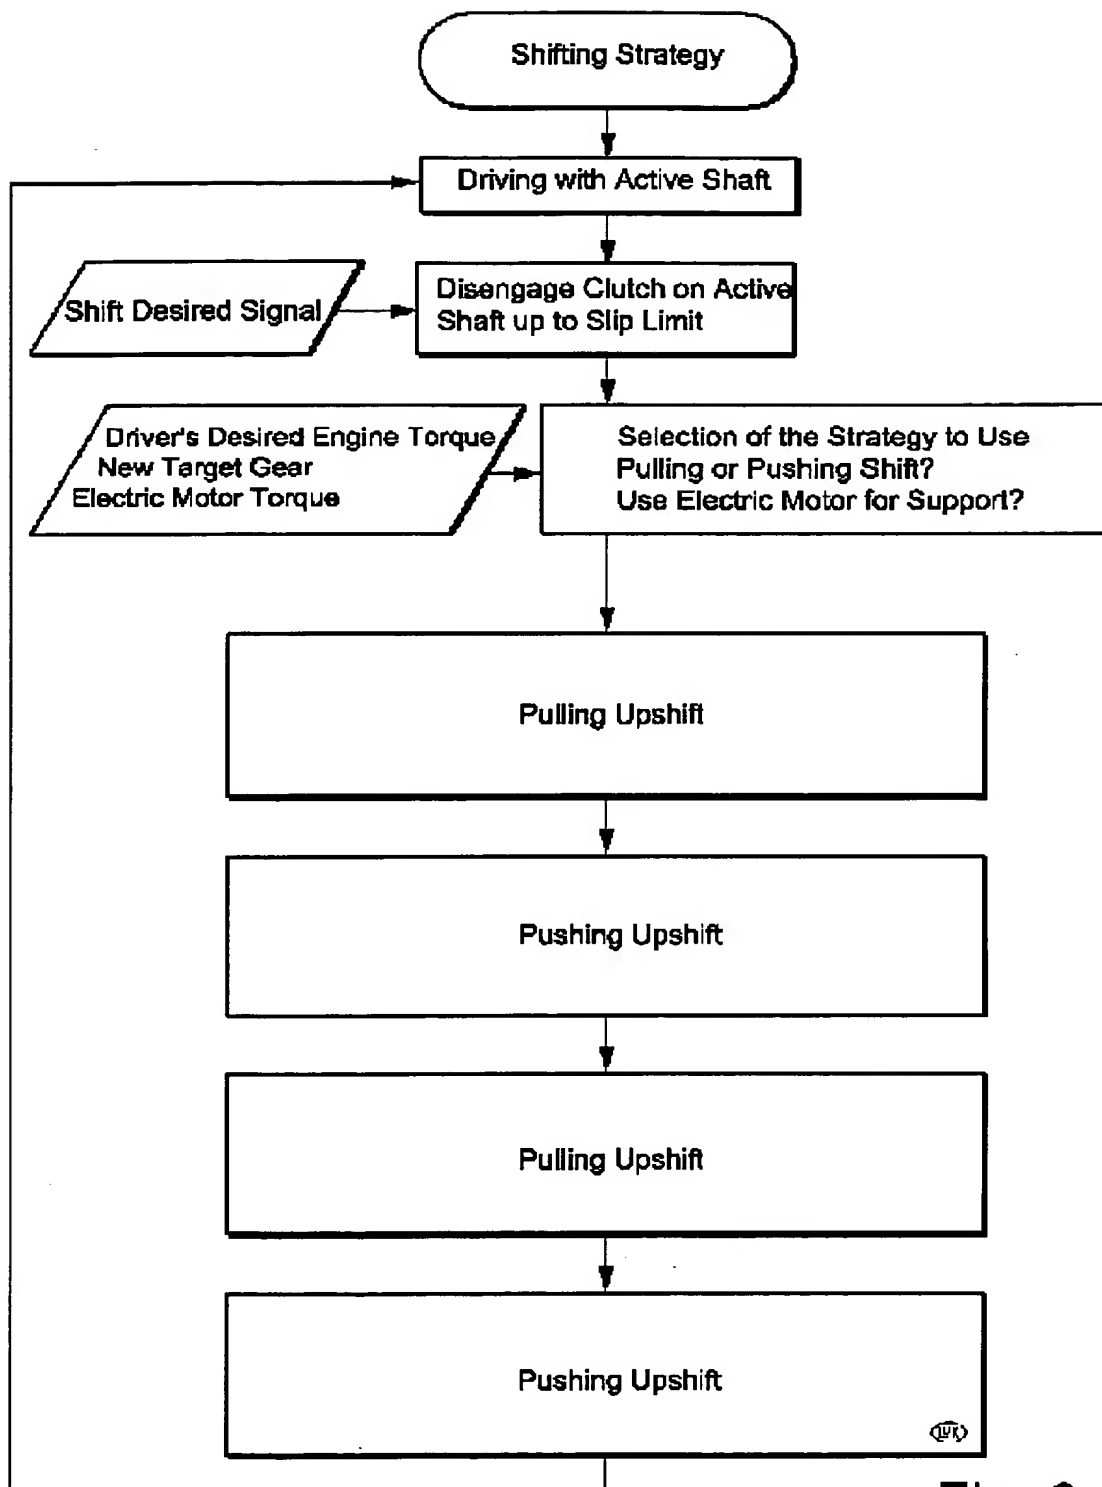 Shifting Strategy
Driving with Active Shaft
Shift Desired Signal
Disengage Clutch on Active
Shaft up to Slip Limit
Driver's Desired Engine Torque
New Target Gear
Electric Motor Torque
Selection of the Strategy to Use
Pulling or Pushing Shift?
Use Electric Motor for Support?
Pulling Upshift
Pushing Upshift
Pulling Upshift
Pushing Upshift
LUK